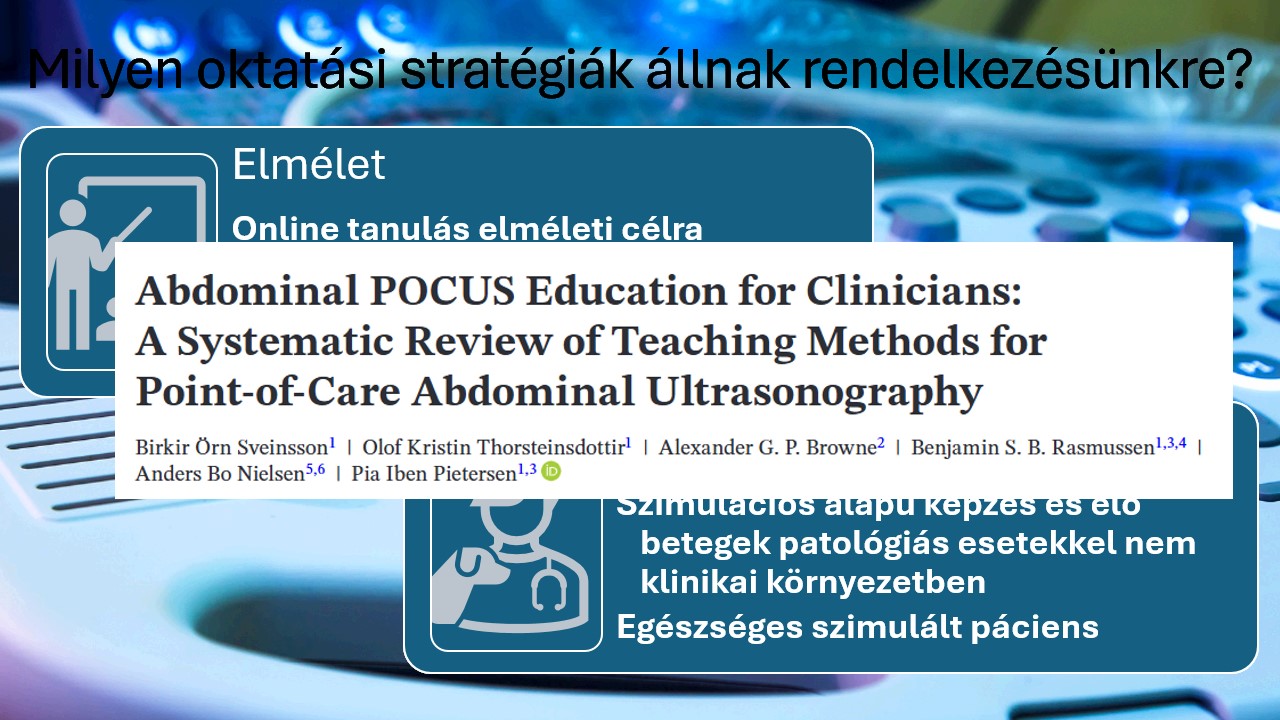 Milyen oktatási stratégiák állnak rendelkezésünkre?
Elmélet
Online tanulás elméleti célra
Abdominal POCUS Education for Clinicians:
A Systematic Review of Teaching Methods for
Point-of-Care Abdominal Ultrasonography
Birkir Örn Sveinsson1 | Olof Kristin Thorsteinsdottir1 | Alexander G. P. Browne2 | Benjamin S. B. Rasmussen1,3,4 |
Anders Bo Nielsen5,6 | Pia Iben Pietersen1,3 iD
Szimulációs alapú képzés és élő
betegek patológiás esetekkel nem
klinikai környezetben
Egészséges szimulált páciens